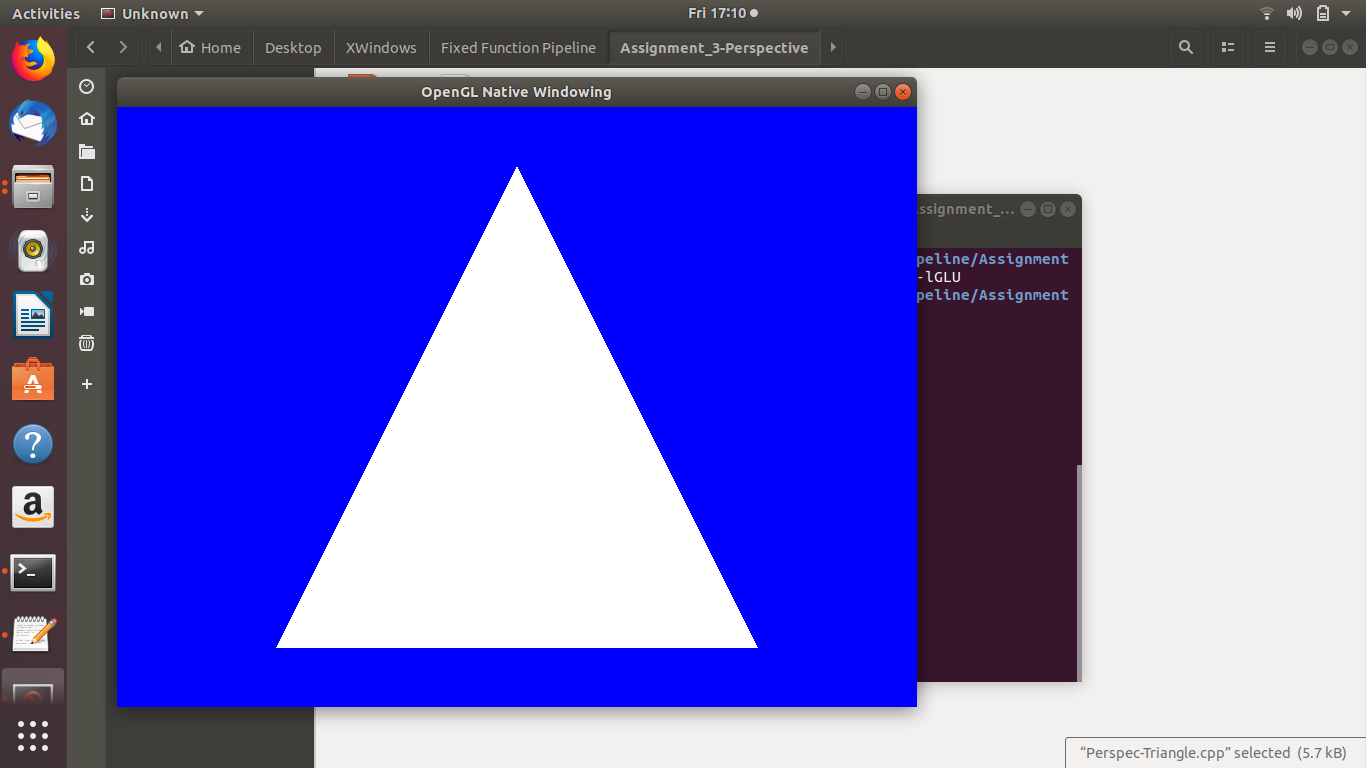 Activities
Unknown
Fri 17:10
Home
Desktop
XWindows
Fixed Function Pipeline
Assignment_3-Perspective
OpenGL Native Windowing
ssignment_...
peline/Assignment
-lGLU
peline/Assignment
“Perspec-Triangle.cpp” selected (5.7 kB)